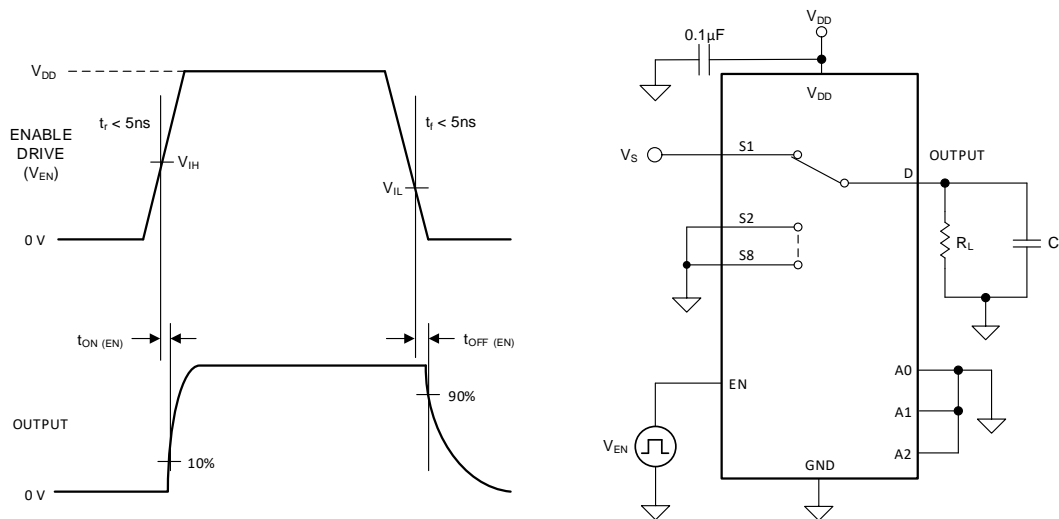 V_DD
t_r < 5ns
t_f < 5ns
ENABLE
DRIVE
(V_EN)
V_IH
V_IL
0 V
t_ON (EN)
t_OFF (EN)
90%
OUTPUT
10%
0 V
V_DD
0.1µF
V_DD
V_S
S1
OUTPUT
D
S2
S8
R_L
C
EN
A0
A1
A2
V_EN
GND